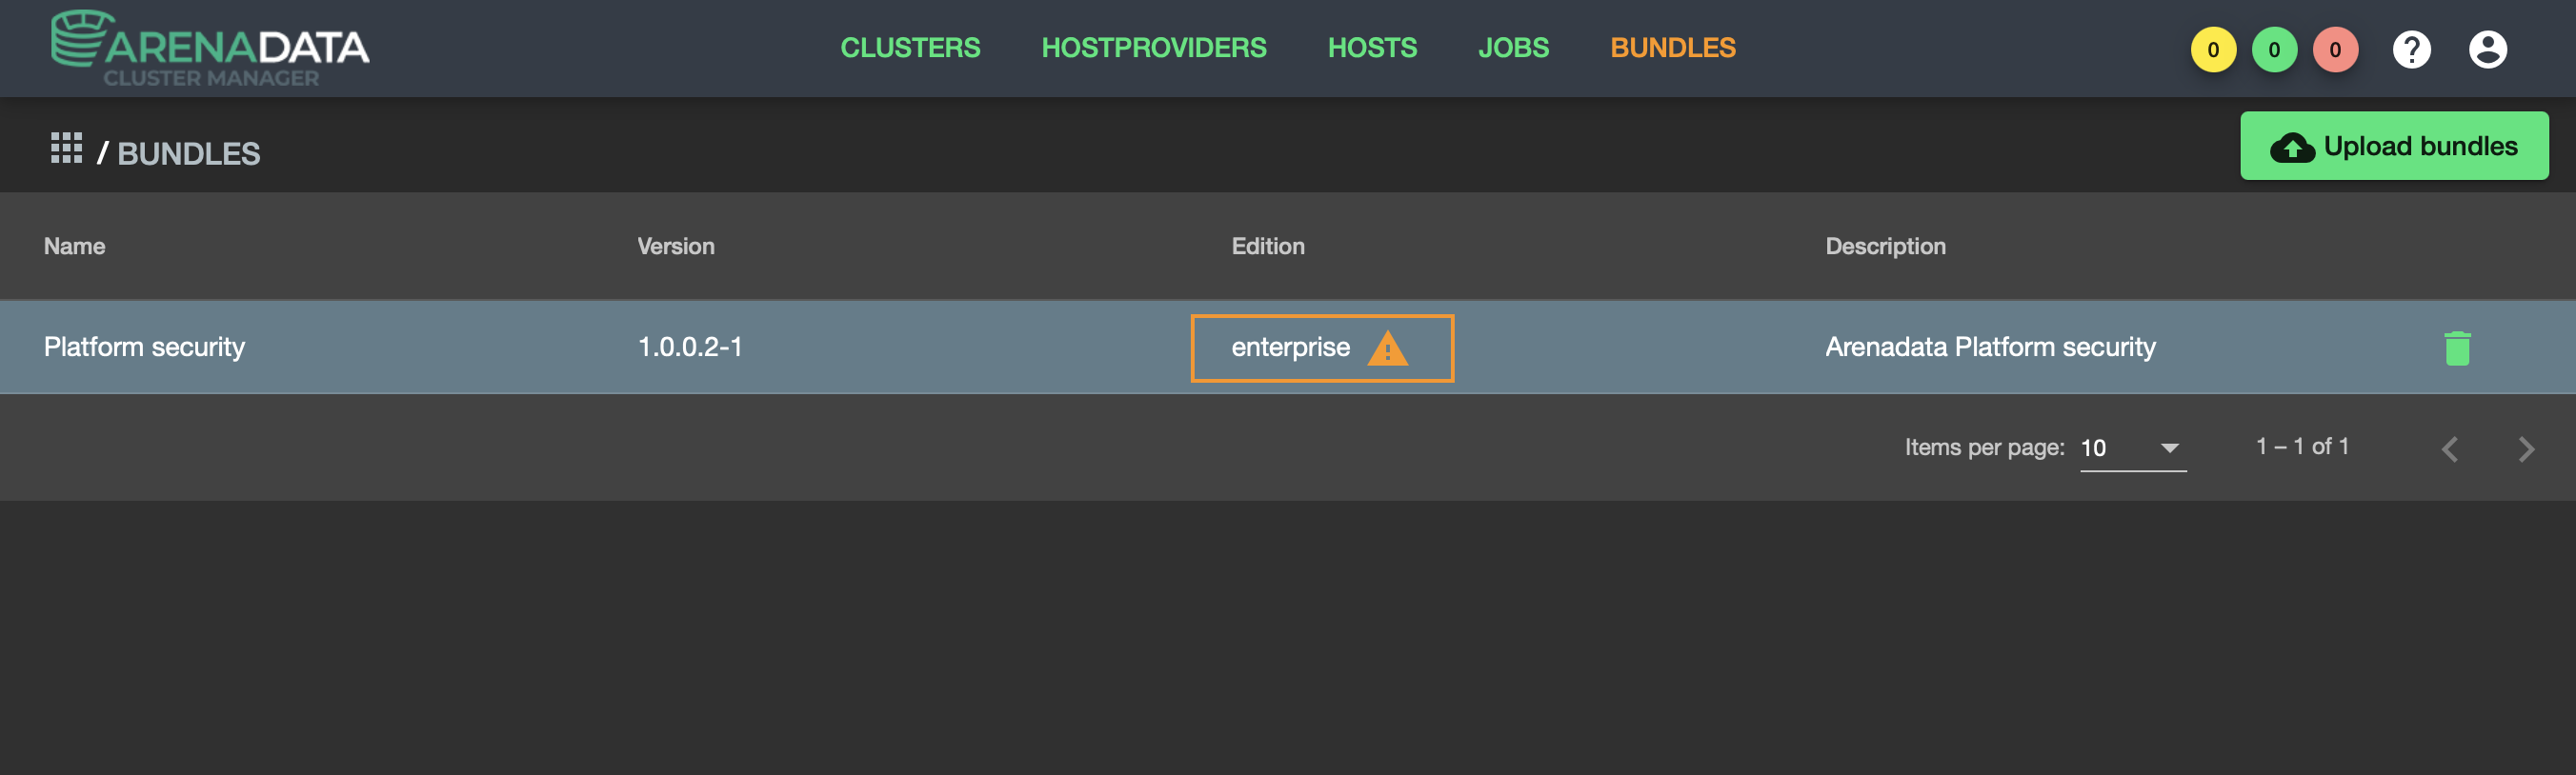 ARENADATA
CLUSTER MANAGER
CLUSTERS HOSTPROVIDERS HOSTS JOBS BUNDLES
0 0 0 ?
/ BUNDLES
Upload bundles
Name Version Edition Description
Platform security 1.0.0.2-1 enterprise Arenadata Platform security
Items per page: 10 1 – 1 of 1